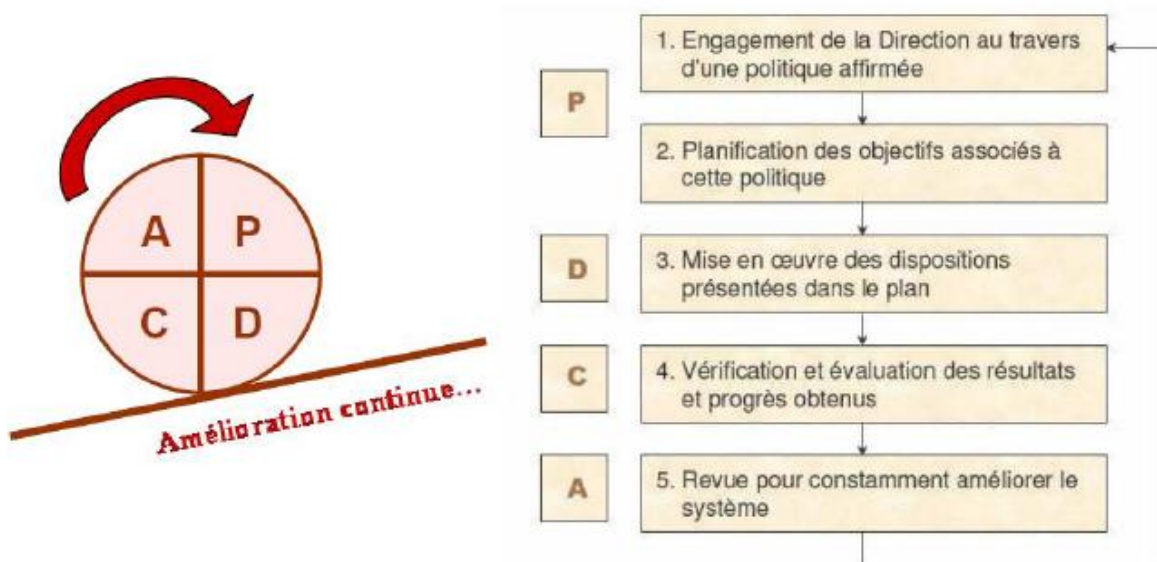 A P
C D
Amélioration continue...
P
1. Engagement de la Direction au travers
d'une politique affirmée
2. Planification des objectifs associés à
cette politique
D
3. Mise en œuvre des dispositions
présentées dans le plan
C
4. Vérification et évaluation des résultats
et progrès obtenus
A
5. Revue pour constamment améliorer le
système